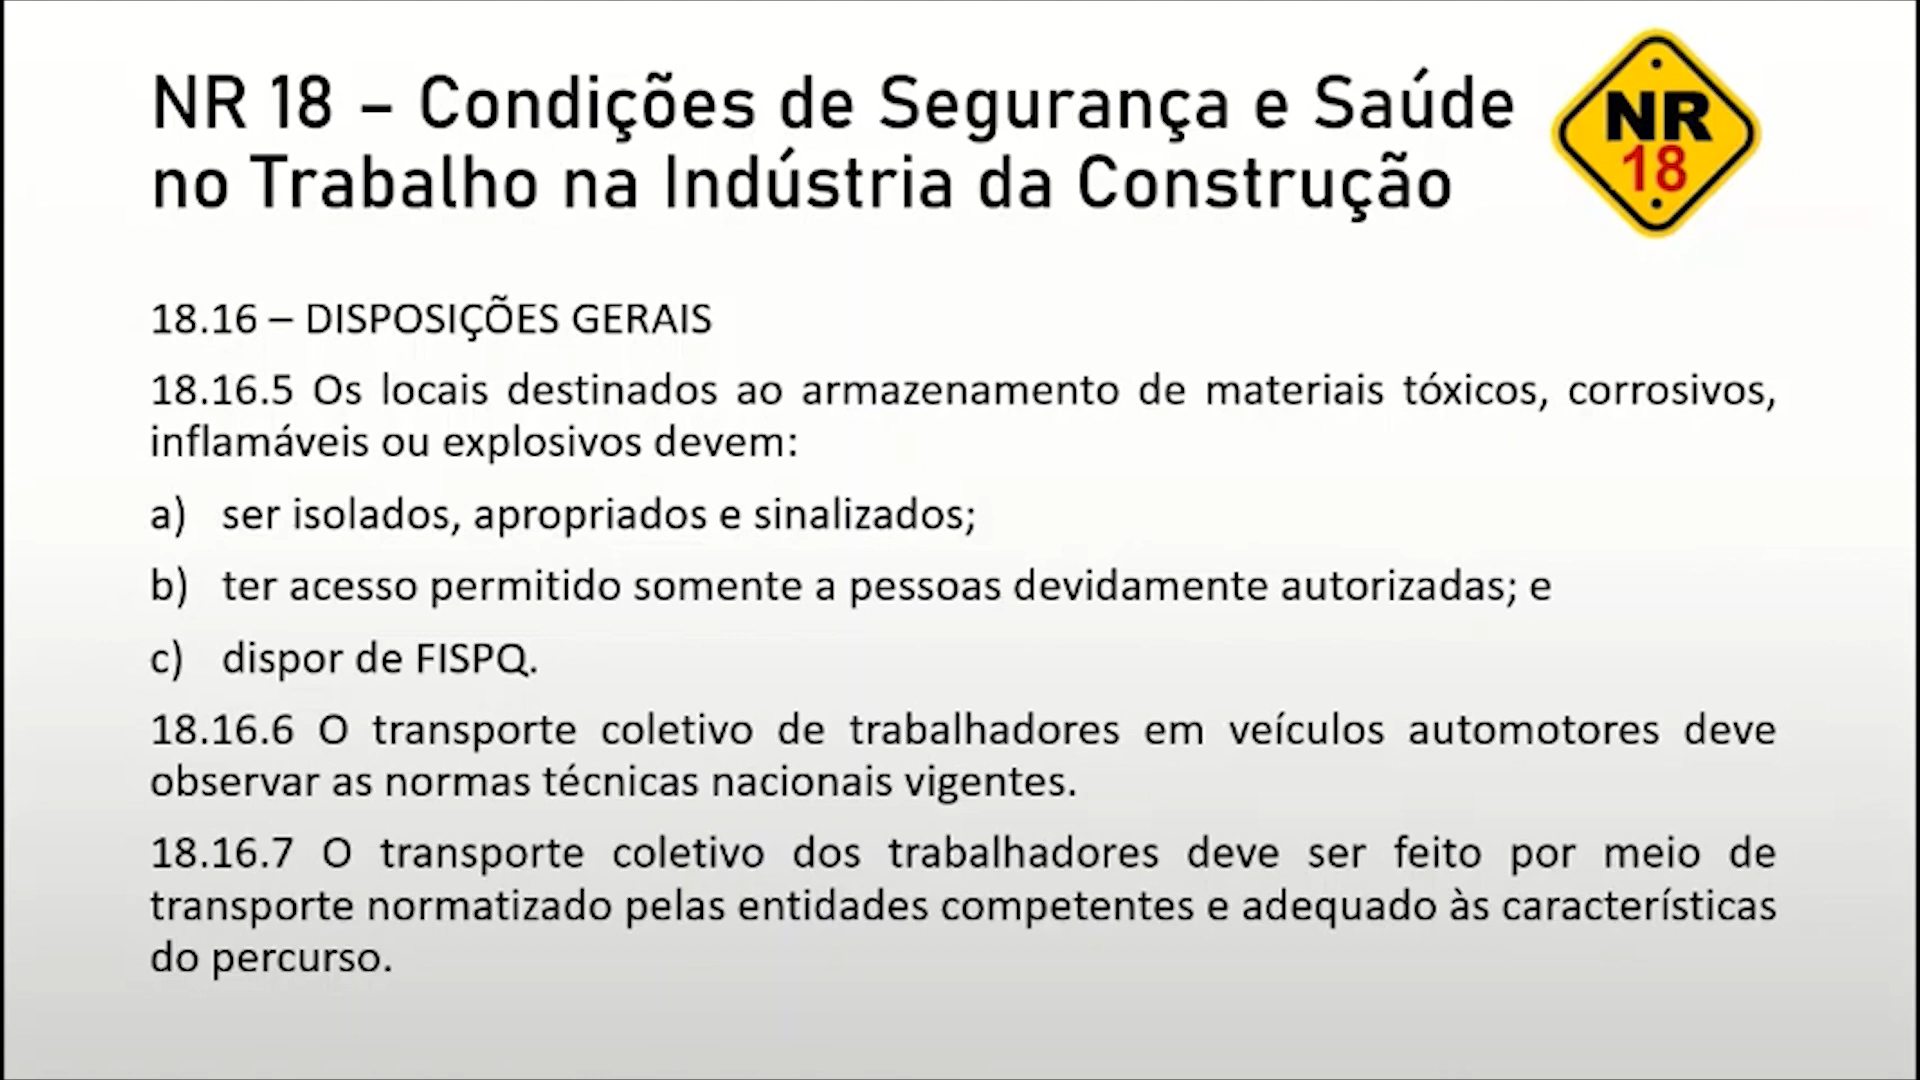 NR 18 – Condições de Segurança e Saúde
no Trabalho na Indústria da Construção
NR
18
18.16 – DISPOSIÇÕES GERAIS
18.16.5 Os locais destinados ao armazenamento de materiais tóxicos, corrosivos,
inflamáveis ou explosivos devem:
a) ser isolados, apropriados e sinalizados;
b) ter acesso permitido somente a pessoas devidamente autorizadas; e
c) dispor de FISPQ.
18.16.6 O transporte coletivo de trabalhadores em veículos automotores deve
observar as normas técnicas nacionais vigentes.
18.16.7 O transporte coletivo dos trabalhadores deve ser feito por meio de
transporte normatizado pelas entidades competentes e adequado às características
do percurso.